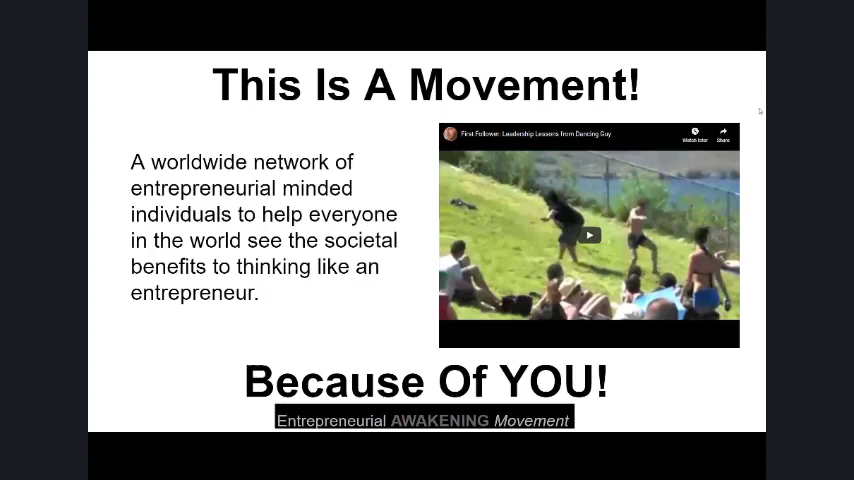 This Is A Movement!
First Follower: Leadership Lessons from Dancing Guy
Watch later
Share
A worldwide network of
entrepreneurial minded
individuals to help everyone
in the world see the societal
benefits to thinking like an
entrepreneur.
Because Of YOU!
Entrepreneurial AWAKENING Movement